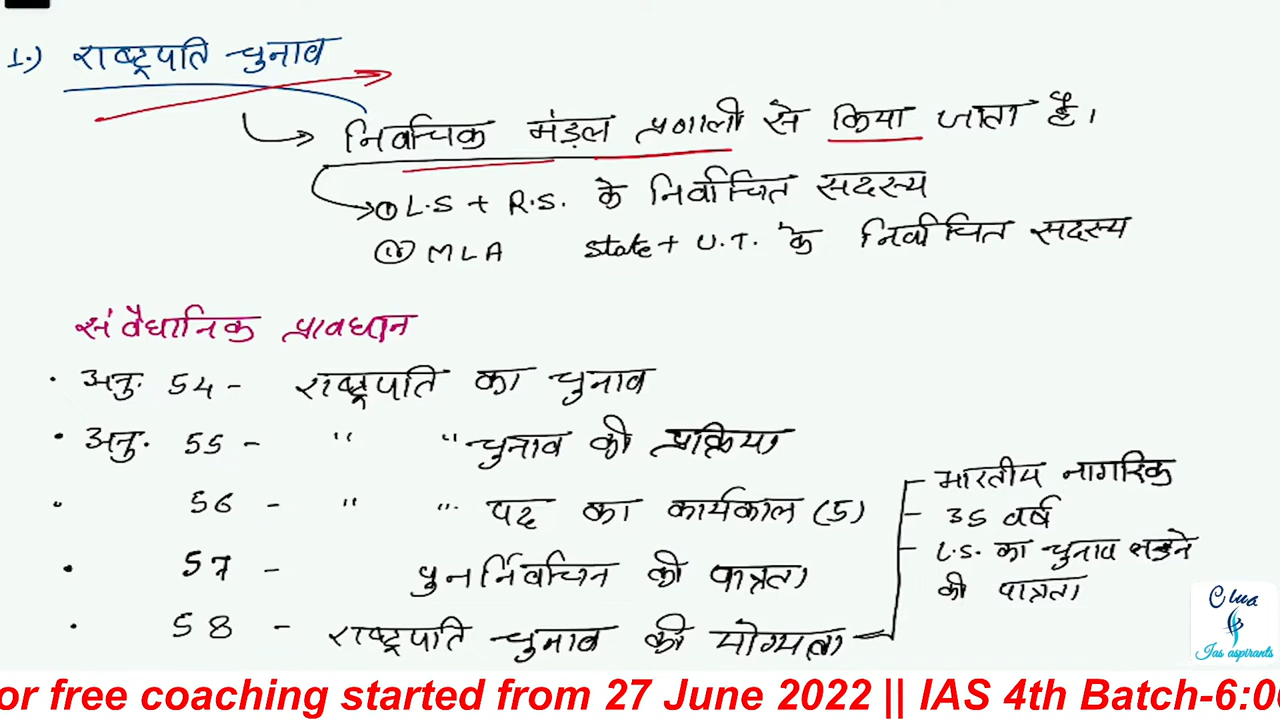 1.) राष्ट्रपति चुनाव
निर्वाचक मंडल प्रणाली से किया जाता है।
① L.S + R.S. के निर्वाचित सदस्य
② MLA state + U.T. के निर्वाचित सदस्य
संवैधानिक प्रावधान
• अनु. 54 - राष्ट्रपति का चुनाव
• अनु. 55 - " " चुनाव की प्रक्रिया
• 56 - " " पद का कार्यकाल (5)
• 57 - पुनर्निर्वाचन की पात्रता
• 58 - राष्ट्रपति चुनाव की योग्यता
- भारतीय नागरिक
- 35 वर्ष
- L.S. का चुनाव लडने
की पात्रता
Ias aspirants
or free coaching started from 27 June 2022 || IAS 4th Batch-6:0